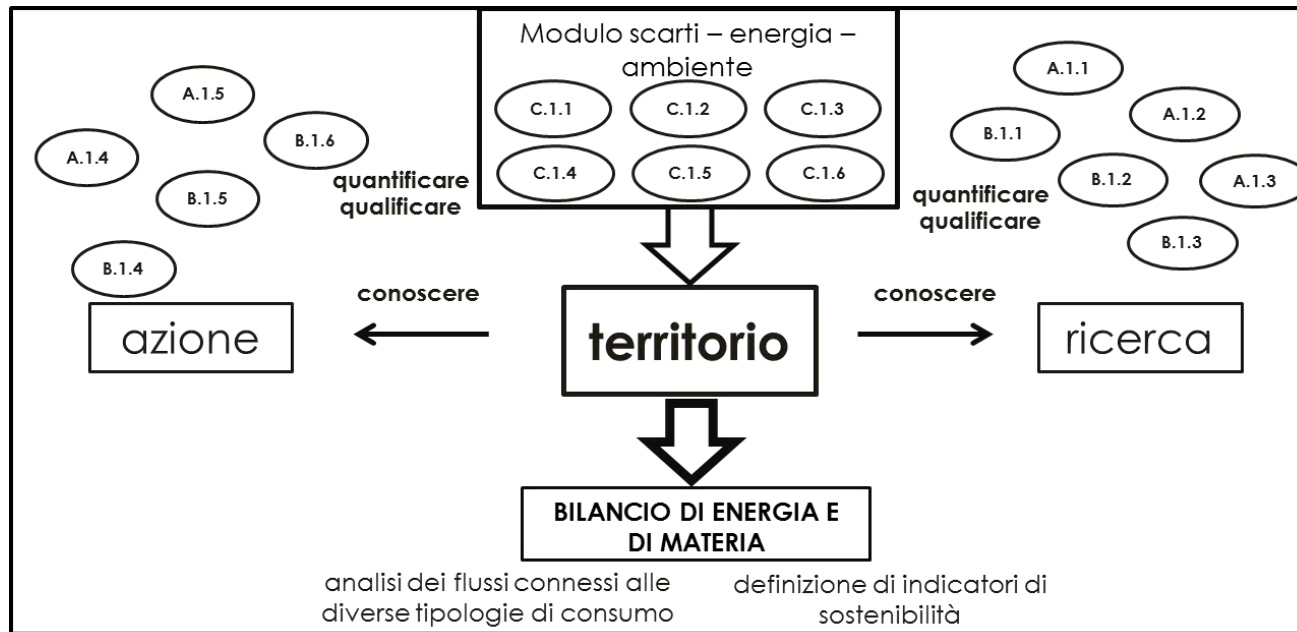 Modulo scarti – energia –
ambiente
C.1.1
C.1.2
C.1.3
C.1.4
C.1.5
C.1.6
A.1.5
A.1.4
B.1.6
B.1.5
B.1.4
quantificare
qualificare
A.1.1
A.1.2
B.1.1
B.1.2
A.1.3
B.1.3
quantificare
qualificare
azione
conoscere
territorio
conoscere
ricerca
BILANCIO DI ENERGIA E
DI MATERIA
analisi dei flussi connessi alle
diverse tipologie di consumo
definizione di indicatori di
sostenibilità